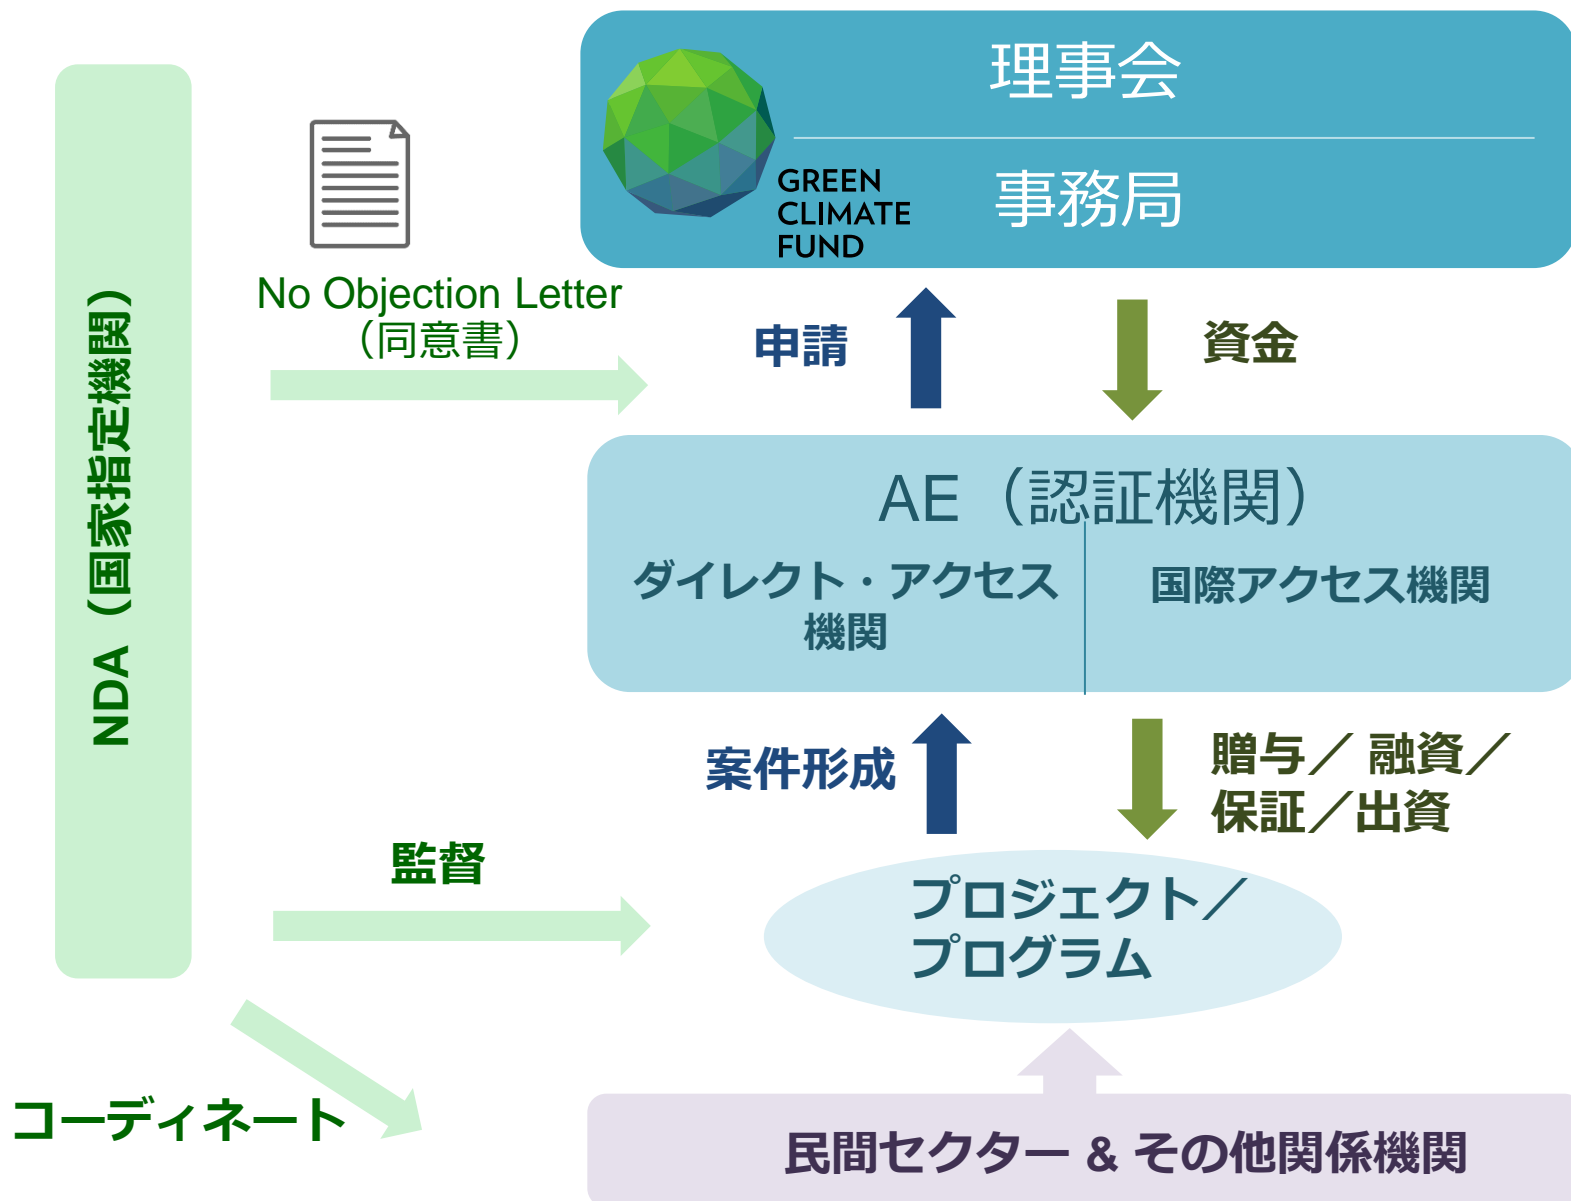 理事会
事務局
GREEN
CLIMATE
FUND
No Objection Letter
（同意書）
申請
資金
NDA（国家指定機関）
AE（認証機関）
ダイレクト・アクセス
機関
国際アクセス機関
案件形成
贈与／ 融資／
保証／出資
監督
プロジェクト／
プログラム
コーディネート
民間セクター & その他関係機関